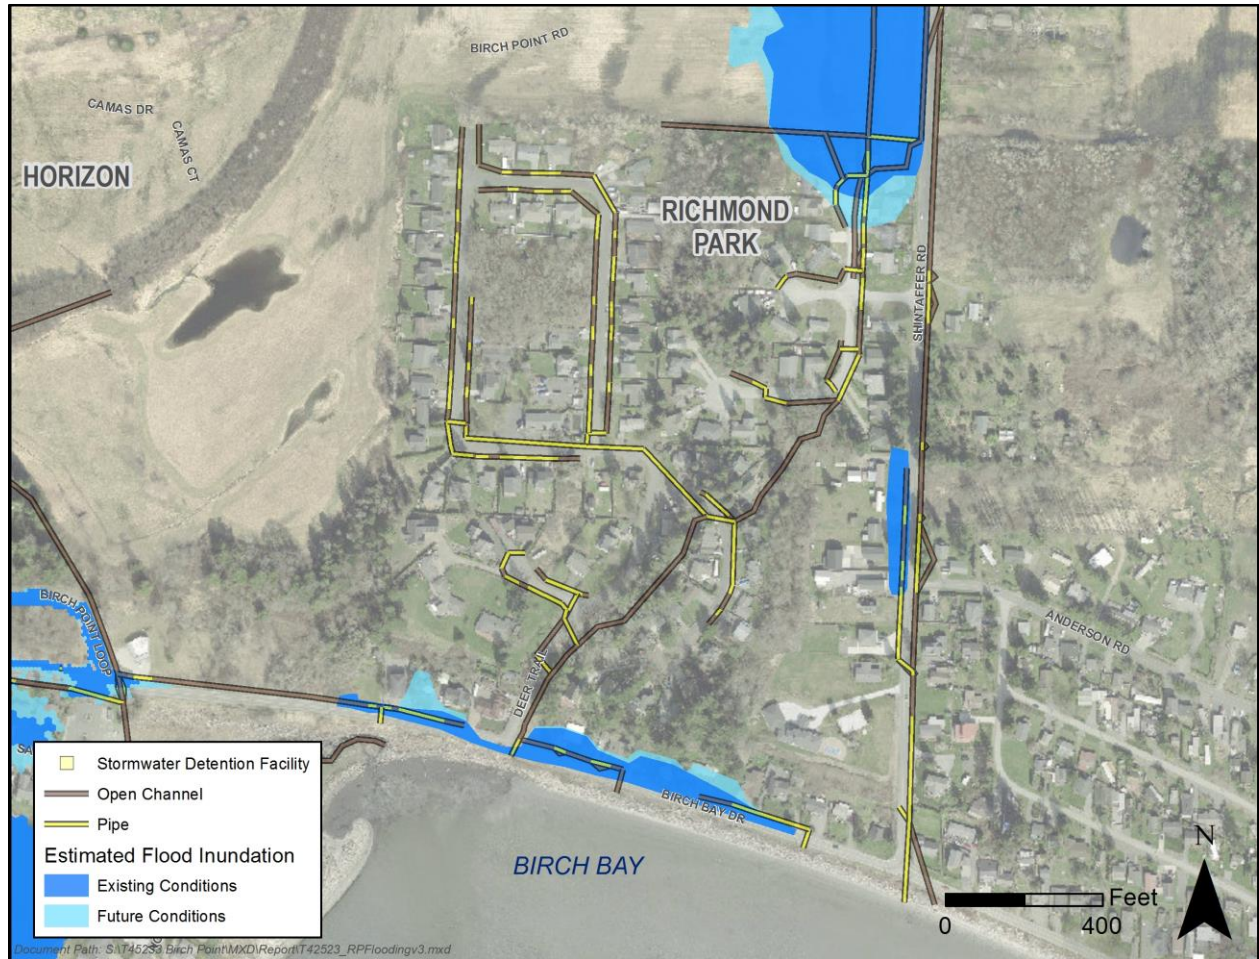 BIRCH POINT RD
CAMAS DR
CAMAS CT
HORIZON
RICHMOND
PARK
SHINTAFFER RD
BIRCH POINT LOOP
ANDERSON RD
DEER TRAIL
BIRCH BAY DR
BIRCH BAY
SA
Stormwater Detention Facility
Open Channel
Pipe
Estimated Flood Inundation
Existing Conditions
Future Conditions
N
Feet
0 400
Document Path: S:\T45233 Birch Point\MXD\Report\T42523_RPFloodingv3.mxd